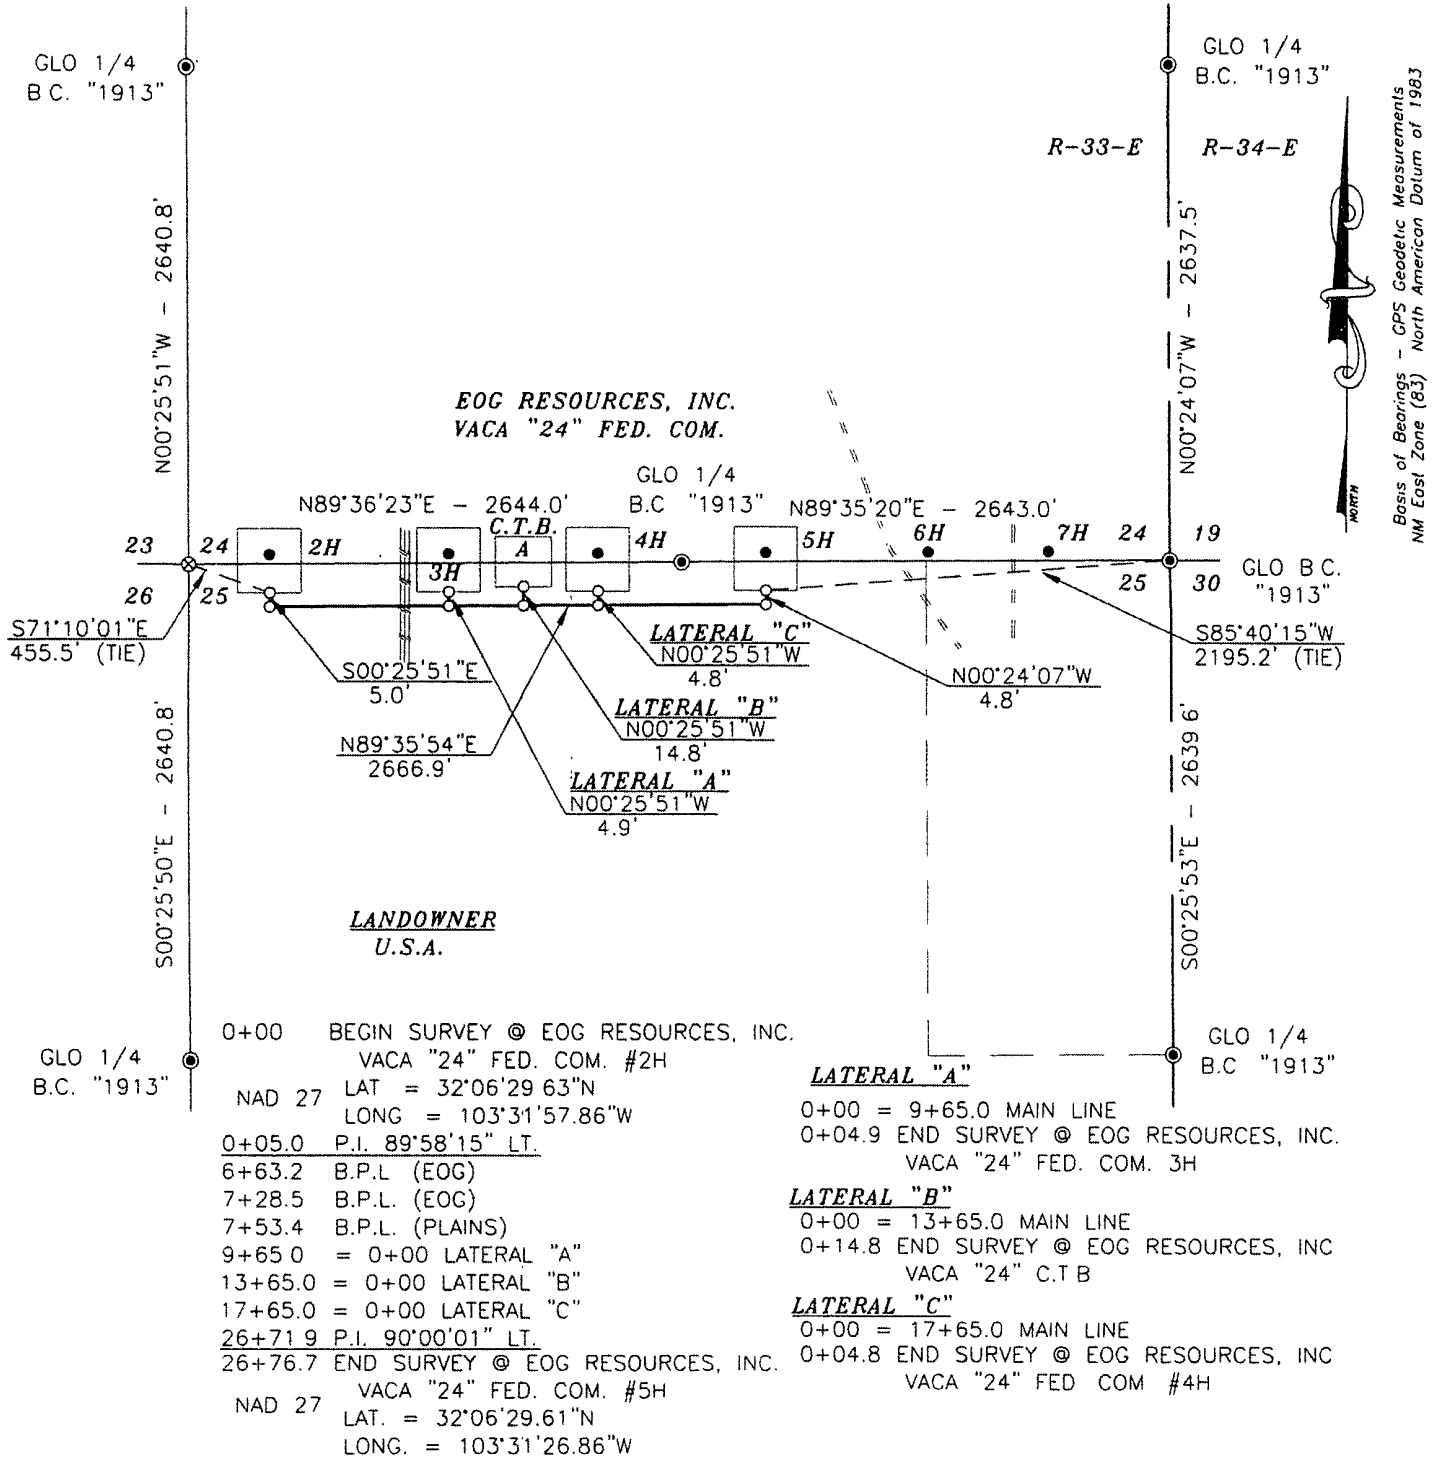 GLO 1/4
B C. "1913"
GLO 1/4
B.C. "1913"
R-33-E
R-34-E
Basis of Bearings - GPS Geodetic Measurements
NM East Zone (83) North American Datum of 1983
NORTH
N00°25'51"W - 2640.8'
N00°24'07"W - 2637.5'
EOG RESOURCES, INC.
VACA "24" FED. COM.
GLO 1/4
B.C "1913"
N89°36'23"E - 2644.0'
N89°35'20"E - 2643.0'
C.T.B.
A
23
24
2H
3H
4H
5H
6H
7H
24
19
26
25
25
30
GLO B C.
"1913"
S71°10'01"E
455.5' (TIE)
S85°40'15"W
2195.2' (TIE)
LATERAL "C"
N00°25'51"W
4.8'
S00°25'51"E
5.0'
N00°24'07"W
4.8'
LATERAL "B"
N00°25'51"W
14.8'
N89°35'54"E
2666.9'
LATERAL "A"
N00°25'51"W
4.9'
S00°25'50"E - 2640.8'
S00°25'53"E - 2639 6'
LANDOWNER
U.S.A.
GLO 1/4
B.C. "1913"
GLO 1/4
B.C "1913"
0+00 BEGIN SURVEY @ EOG RESOURCES, INC.
VACA "24" FED. COM. #2H
NAD 27
LAT = 32°06'29 63"N
LONG = 103°31'57.86"W
0+05.0 P.I. 89°58'15" LT.
6+63.2 B.P.L (EOG)
7+28.5 B.P.L. (EOG)
7+53.4 B.P.L. (PLAINS)
9+65 0 = 0+00 LATERAL "A"
13+65.0 = 0+00 LATERAL "B"
17+65.0 = 0+00 LATERAL "C"
26+71 9 P.I. 90°00'01" LT.
26+76.7 END SURVEY @ EOG RESOURCES, INC.
VACA "24" FED. COM. #5H
NAD 27
LAT. = 32°06'29.61"N
LONG. = 103°31'26.86"W
LATERAL "A"
0+00 = 9+65.0 MAIN LINE
0+04.9 END SURVEY @ EOG RESOURCES, INC.
VACA "24" FED. COM. 3H
LATERAL "B"
0+00 = 13+65.0 MAIN LINE
0+14.8 END SURVEY @ EOG RESOURCES, INC
VACA "24" C.T B
LATERAL "C"
0+00 = 17+65.0 MAIN LINE
0+04.8 END SURVEY @ EOG RESOURCES, INC
VACA "24" FED COM #4H